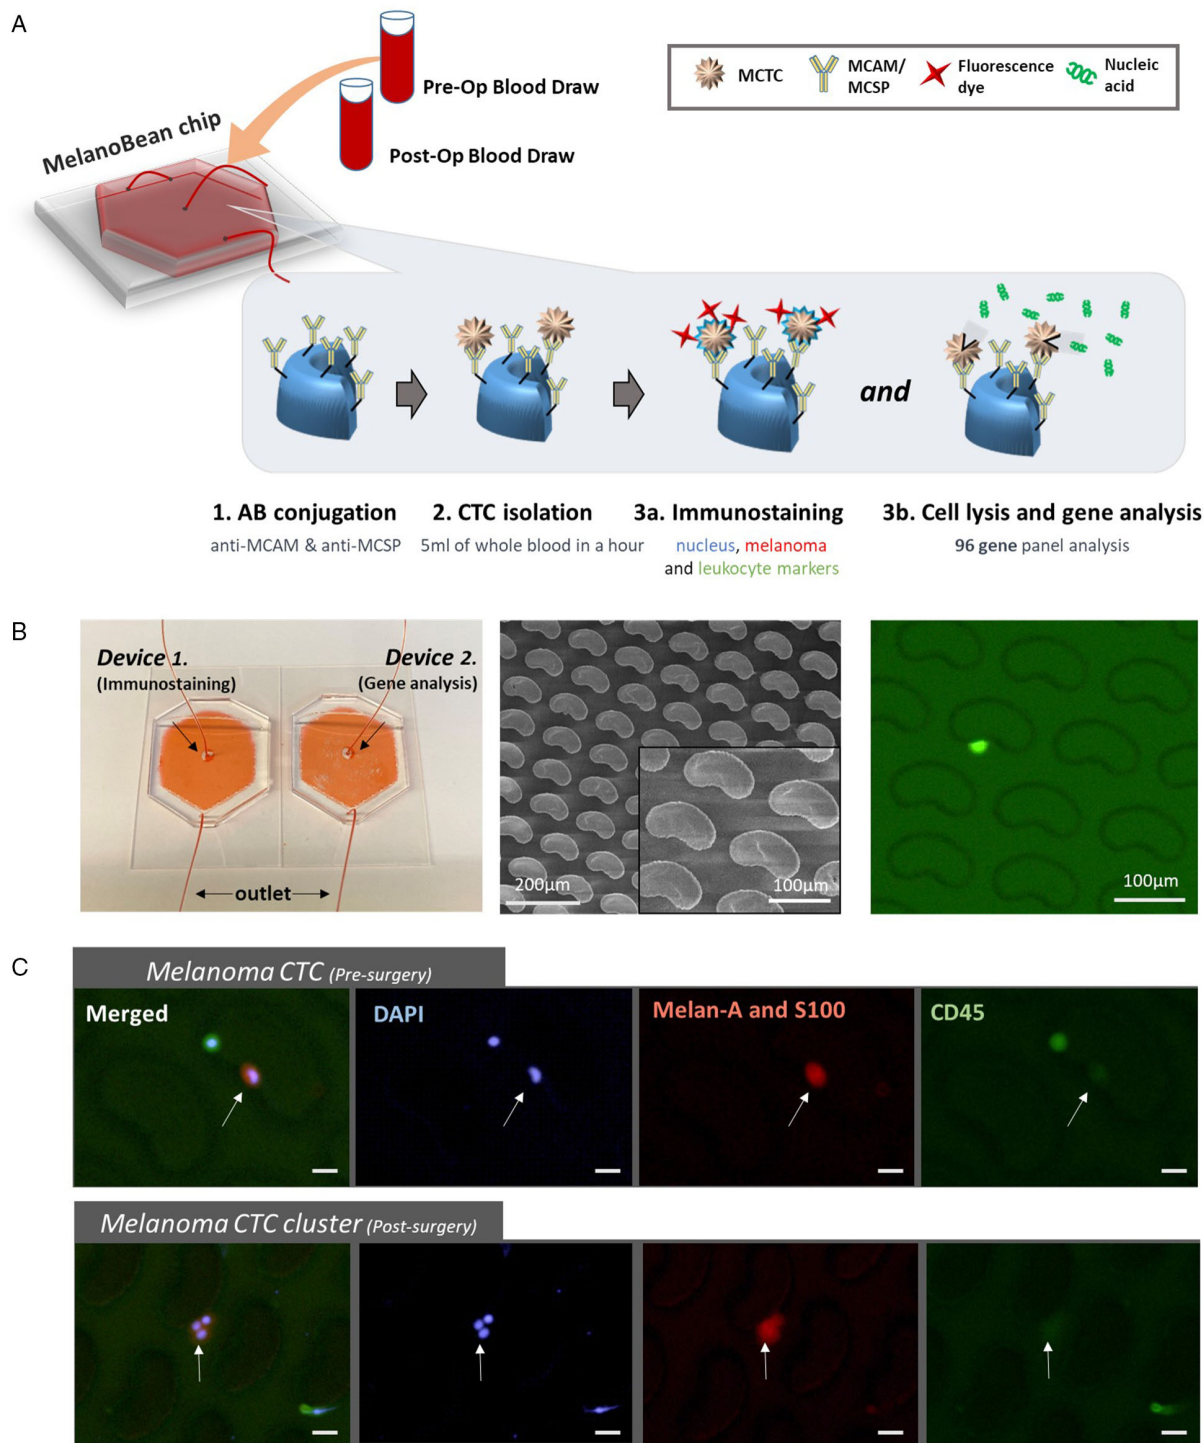 A
Pre-Op Blood Draw
Post-Op Blood Draw
MelanoBean chip
MCTC
MCAM/
MCSP
Fluorescence
dye
Nucleic
acid
and
1. AB conjugation
anti-MCAM & anti-MCSP
2. CTC isolation
5ml of whole blood in a hour
3a. Immunostaining
nucleus, melanoma
and leukocyte markers
3b. Cell lysis and gene analysis
96 gene panel analysis
B
Device 1.
(Immunostaining)
Device 2.
(Gene analysis)
outlet
200µm
100µm
100µm
C
Melanoma CTC (Pre-surgery)
Merged
DAPI
Melan-A and S100
CD45
Melanoma CTC cluster (Post-surgery)